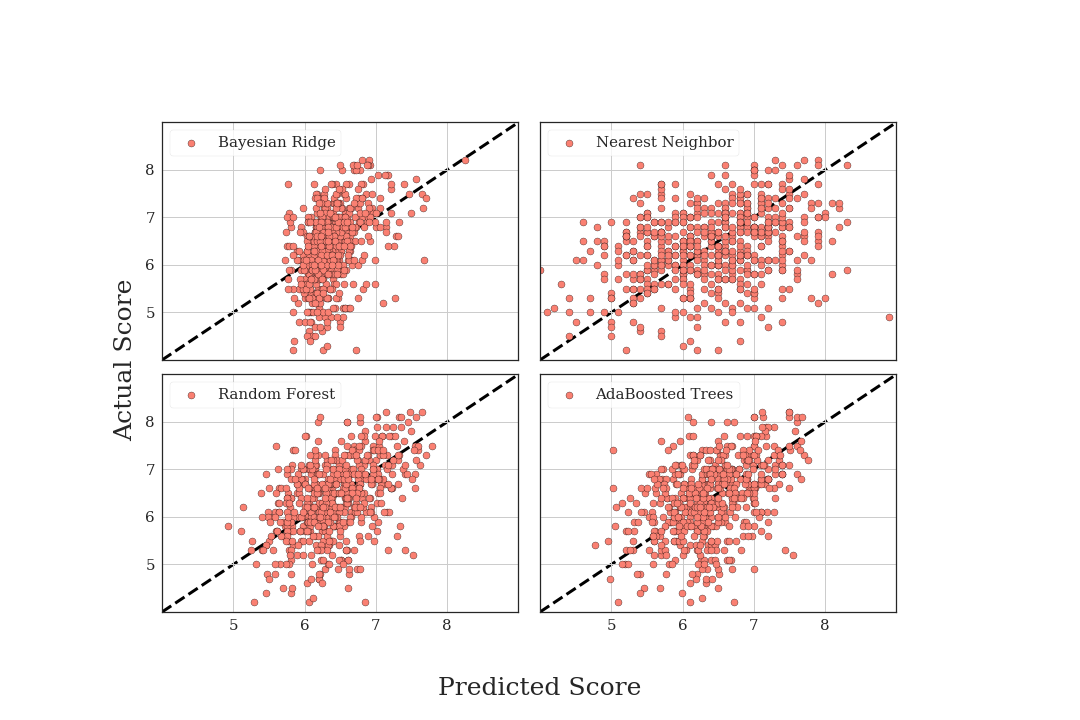 Bayesian Ridge
Nearest Neighbor
8
7
6
5
Actual Score
Random Forest
AdaBoosted Trees
8
7
6
5
5 6 7 8 5 6 7 8
Predicted Score